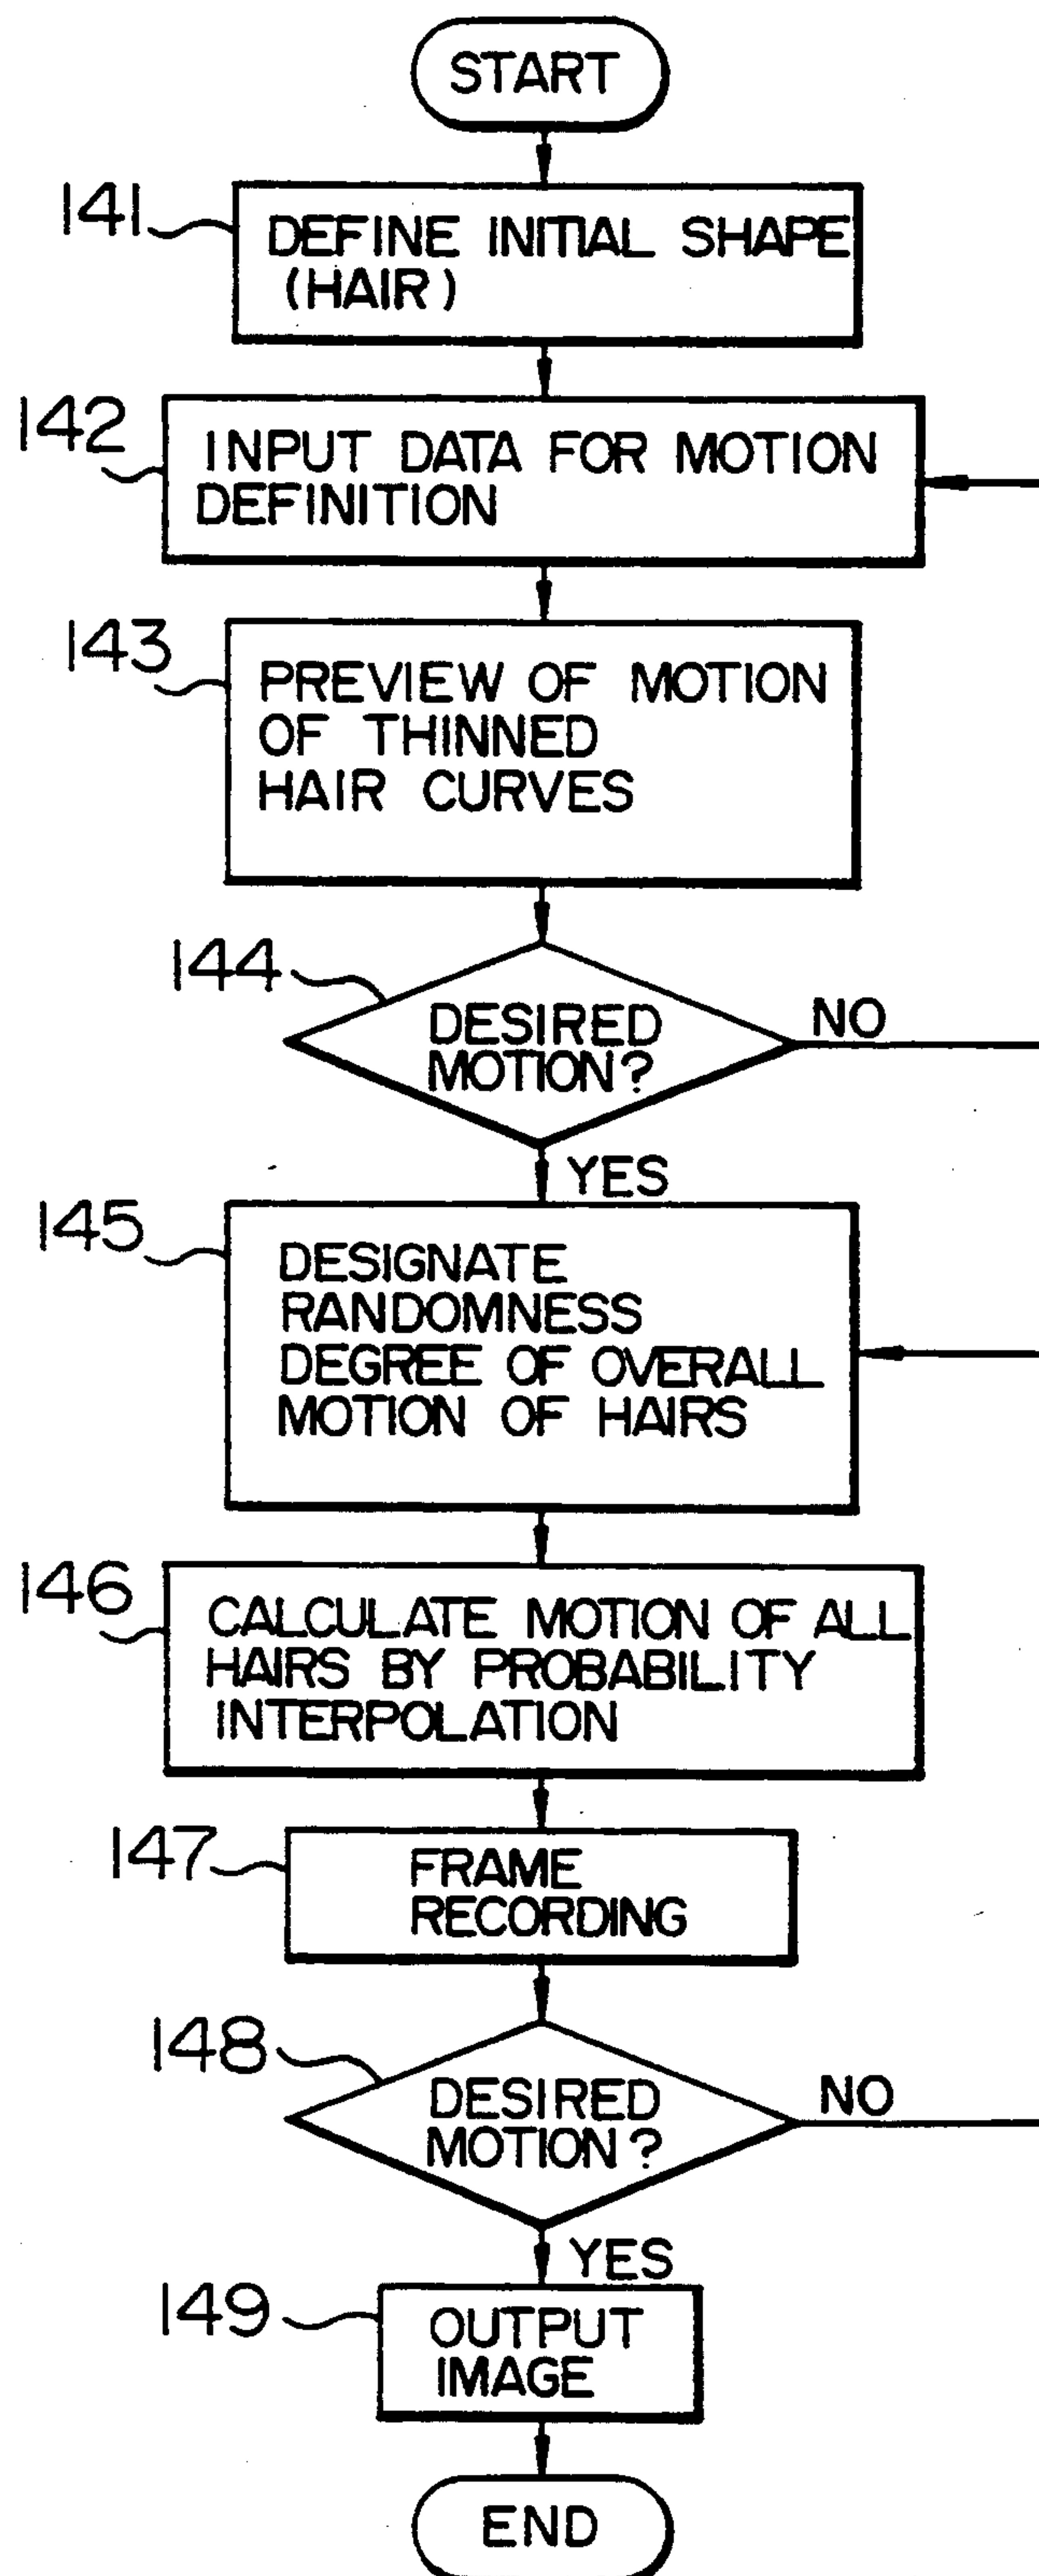 START
141
DEFINE INITIAL SHAPE
(HAIR)
142
INPUT DATA FOR MOTION
DEFINITION
143
PREVIEW OF MOTION
OF THINNED
HAIR CURVES
144
DESIRED
MOTION?
NO
YES
145
DESIGNATE
RANDOMNESS
DEGREE OF OVERALL
MOTION OF HAIRS
146
CALCULATE MOTION OF ALL
HAIRS BY PROBABILITY
INTERPOLATION
147
FRAME
RECORDING
148
DESIRED
MOTION?
NO
YES
149
OUTPUT
IMAGE
END